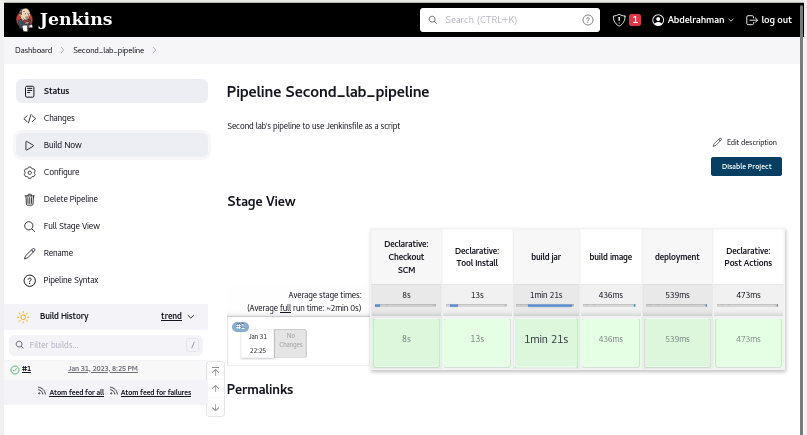 Jenkins
Search (CTRL+K)
1
Abdelrahman
log out
Dashboard
Second_lab_pipeline
Status
Changes
Build Now
Configure
Delete Pipeline
Full Stage View
Rename
Pipeline Syntax
Build History
trend
Filter builds...
/
#1
Jan 31, 2023, 8:25 PM
Atom feed for all
Atom feed for failures
Pipeline Second_lab_pipeline
Second lab's pipeline to use Jenkinsfile as a script
Edit description
Disable Project
Stage View
Declarative:
Checkout
SCM
Declarative:
Tool Install
build jar
build image
deployment
Declarative:
Post Actions
Average stage times:
(Average full run time: ~2min 0s)
8s
13s
1min 21s
436ms
539ms
473ms
#1
Jan 31
22:25
No
Changes
8s
13s
1min 21s
436ms
539ms
473ms
Permalinks